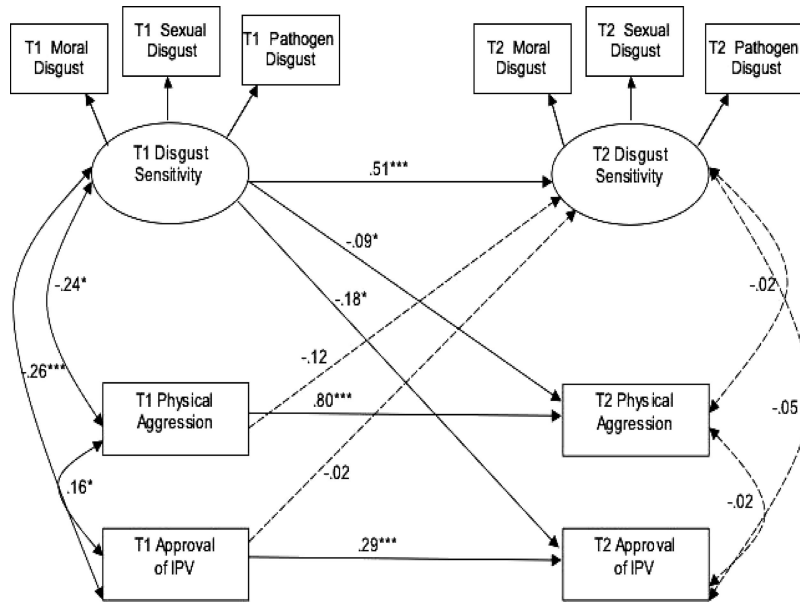 T1 Moral
Disgust
T1 Sexual
Disgust
T1 Pathogen
Disgust
T2 Moral
Disgust
T2 Sexual
Disgust
T2 Pathogen
Disgust
T1 Disgust
Sensitivity
T2 Disgust
Sensitivity
.51***
-.09*
-.18*
-.24*
-.26***
-.12
-.02
-.02
-.05
T1 Physical
Aggression
.80***
T2 Physical
Aggression
.16*
-.02
T1 Approval
of IPV
.29***
T2 Approval
of IPV